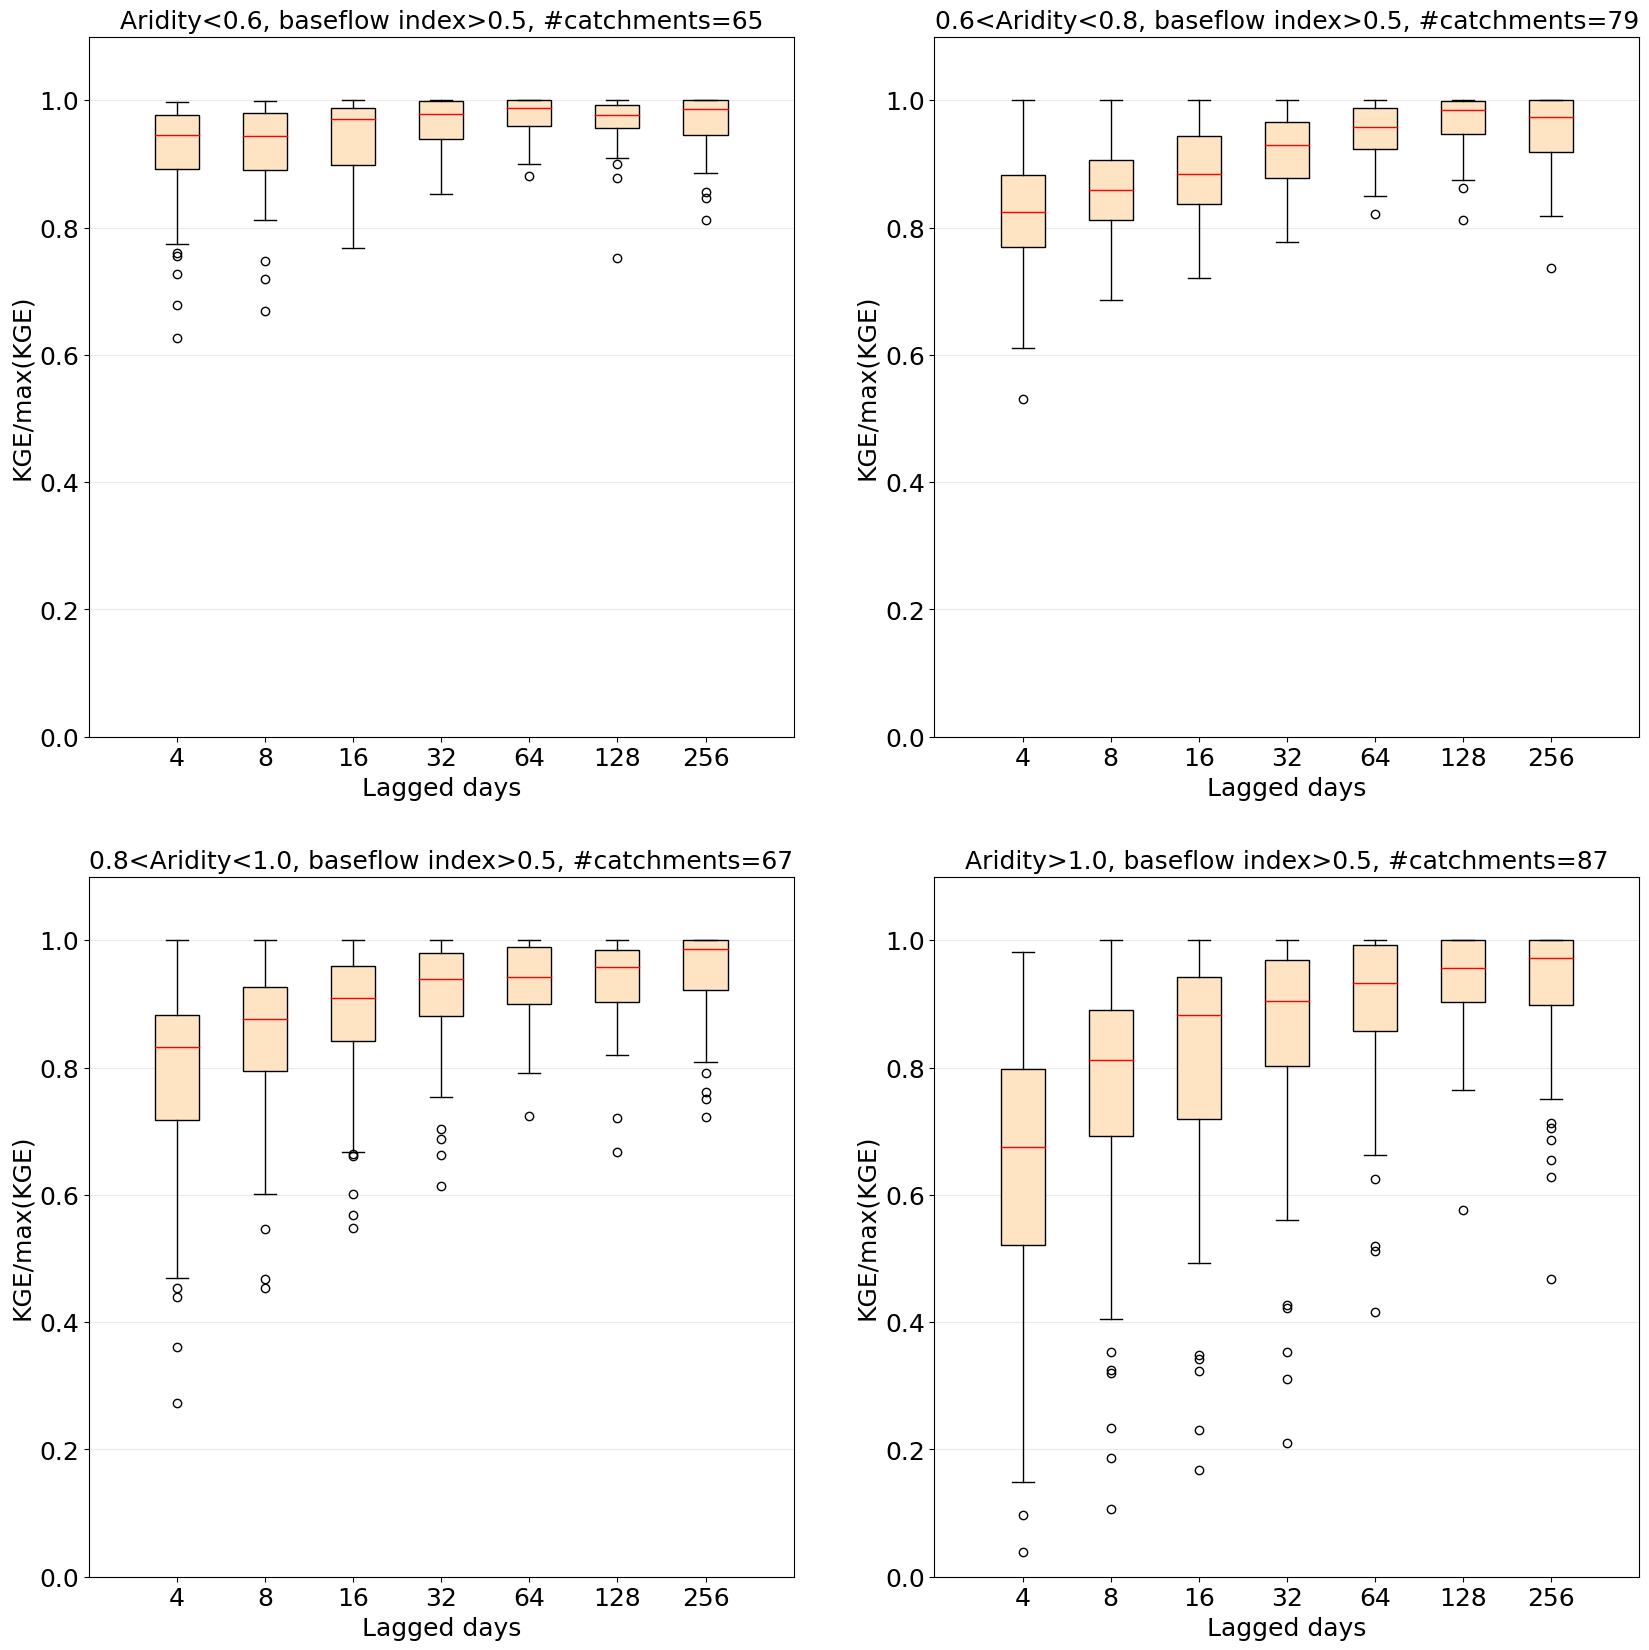 Aridity<0.6, baseflow index>0.5, #catchments=65
1.0
0.8
0.6
0.4
0.2
0.0
KGE/max(KGE)
4 8 16 32 64 128 256
Lagged days
0.6<Aridity<0.8, baseflow index>0.5, #catchments=79
1.0
0.8
0.6
0.4
0.2
0.0
KGE/max(KGE)
4 8 16 32 64 128 256
Lagged days
0.8<Aridity<1.0, baseflow index>0.5, #catchments=67
1.0
0.8
0.6
0.4
0.2
0.0
KGE/max(KGE)
4 8 16 32 64 128 256
Lagged days
Aridity>1.0, baseflow index>0.5, #catchments=87
1.0
0.8
0.6
0.4
0.2
0.0
KGE/max(KGE)
4 8 16 32 64 128 256
Lagged days